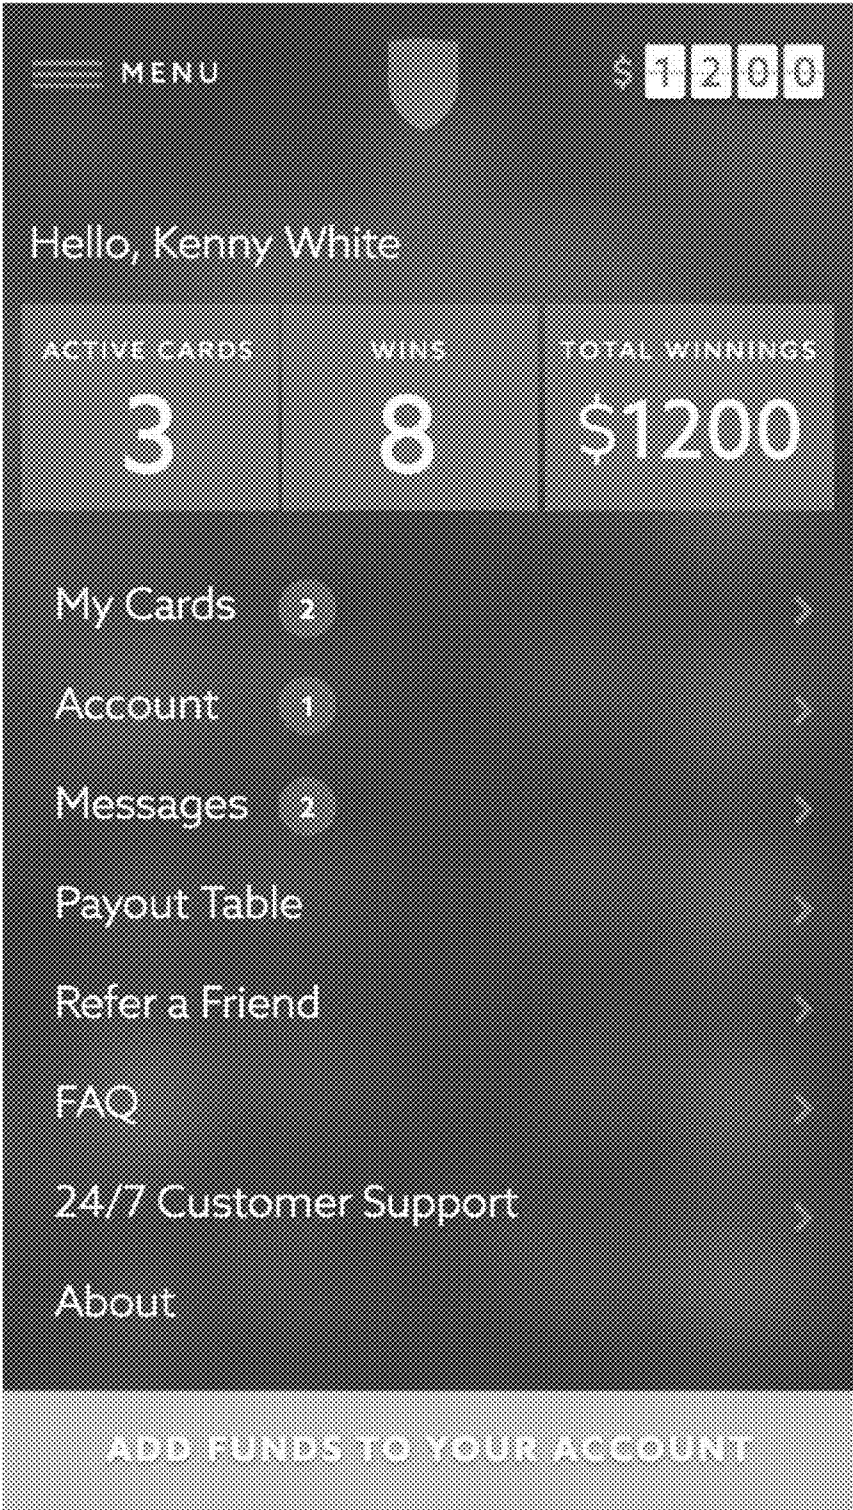 MENU $ 1 2 0 0
Hello, Kenny White
ACTIVE CARDS WINS TOTAL WINNINGS
3 8 $1200
My Cards 2
Account 1
Messages 2
Payout Table
Refer a Friend
FAQ
24/7 Customer Support
About
ADD FUNDS TO YOUR ACCOUNT